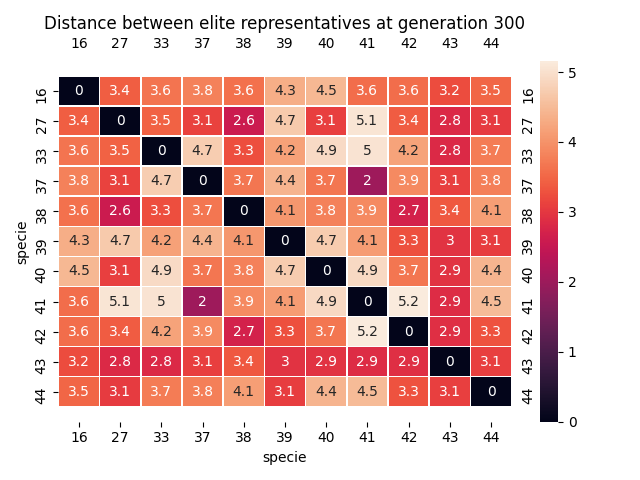 Distance between elite representatives at generation 300
16 27 33 37 38 39 40 41 42 43 44
16 0 3.4 3.6 3.8 3.6 4.3 4.5 3.6 3.6 3.2 3.5 16
27 3.4 0 3.5 3.1 2.6 4.7 3.1 5.1 3.4 2.8 3.1 27
33 3.6 3.5 0 4.7 3.3 4.2 4.9 5 4.2 2.8 3.7 33
37 3.8 3.1 4.7 0 3.7 4.4 3.7 2 3.9 3.1 3.8 37
38 3.6 2.6 3.3 3.7 0 4.1 3.8 3.9 2.7 3.4 4.1 38
39 4.3 4.7 4.2 4.4 4.1 0 4.7 4.1 3.3 3 3.1 39
40 4.5 3.1 4.9 3.7 3.8 4.7 0 4.9 3.7 2.9 4.4 40
41 3.6 5.1 5 2 3.9 4.1 4.9 0 5.2 2.9 4.5 41
42 3.6 3.4 4.2 3.9 2.7 3.3 3.7 5.2 0 2.9 3.3 42
43 3.2 2.8 2.8 3.1 3.4 3 2.9 2.9 2.9 0 3.1 43
44 3.5 3.1 3.7 3.8 4.1 3.1 4.4 4.5 3.3 3.1 0 44
16 27 33 37 38 39 40 41 42 43 44
specie
specie
5
4
3
2
1
0